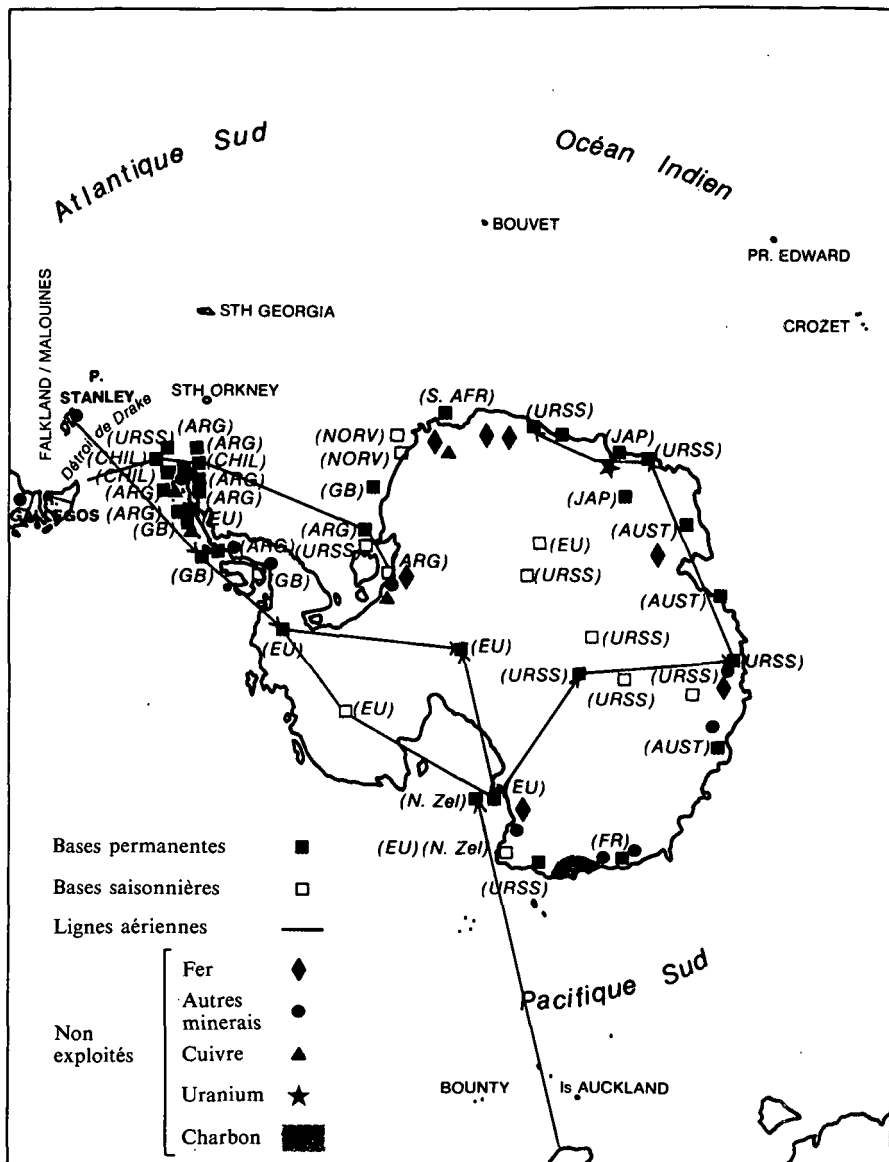 Atlantique Sud
Océan Indien
BOUVET
PR. EDWARD
CROZET
STH GEORGIA
FALKLAND / MALOUINES
P.
STANLEY
Détroit de Drake
STH ORKNEY
(S. AFR)
(URSS)
(ARG)
(URSS)
(ARG)
(NORV)
(JAP)
(URSS)
(CHIL)
(CHIL)
(NORV)
(CHIL)
(ARG)
(GB)
(JAP)
(ARG)
(ARG)
(ARG)
(EU)
(ARG)
(AUST)
(GB)
(ARG)
(URSS)
(EU)
(GB)
(GB)
(ARG)
(URSS)
(AUST)
(EU)
(EU)
(URSS)
(URSS)
(URSS)
(URSS)
(URSS)
(EU)
(AUST)
(N. Zel)
(EU)
(EU) (N. Zel)
(FR)
(URSS)
Bases permanentes
Bases saisonnières
Lignes aériennes
Non
exploités
Fer
Autres
minerais
Cuivre
Uranium
Charbon
Pacifique Sud
BOUNTY
Is AUCKLAND